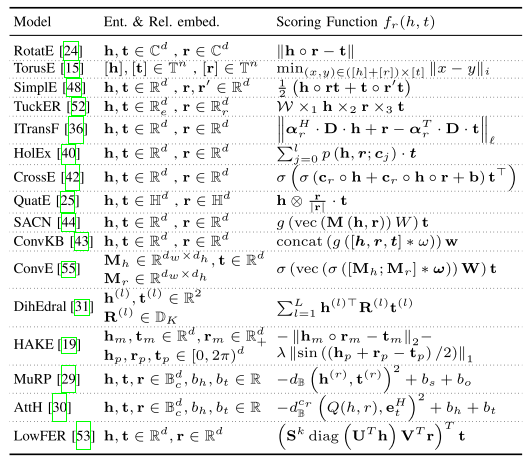 Model Ent. & Rel. embed. Scoring Function f_r(h, t)
RotatE [24] h, t ∈ ℂ^d , r ∈ ℂ^d ‖h ∘ r − t‖
TorusE [15] [h], [t] ∈ 𝕋^n , [r] ∈ 𝕋^n min_{(x,y)∈([h]+[r])×[t]} ‖x − y‖_i
SimplE [48] h, t ∈ ℝ^d , r, r′ ∈ ℝ^d 1/2 (h ∘ rt + t ∘ r′t)
TuckER [52] h, t ∈ ℝ^d_e , r ∈ ℝ^d_r 𝒲 ×_1 h ×_2 r ×_3 t
ITransF [36] h, t ∈ ℝ^d , r ∈ ℝ^d ‖α_r^H · D · h + r − α_r^T · D · t‖_ℓ
HolEx [40] h, t ∈ ℝ^d , r ∈ ℝ^d ∑_{j=0}^l p (h, r; c_j) · t
CrossE [42] h, t ∈ ℝ^d , r ∈ ℝ^d σ (σ (c_r ∘ h + c_r ∘ h ∘ r + b) t^⊤)
QuatE [25] h, t ∈ ℍ^d , r ∈ ℍ^d h ⊗ r/|r| · t
SACN [44] h, t ∈ ℝ^d , r ∈ ℝ^d g (vec (M (h, r)) W) t
ConvKB [43] h, t ∈ ℝ^d , r ∈ ℝ^d concat (g ([h, r, t] ∗ ω)) w
ConvE [55] M_h ∈ ℝ^{d_w×d_h}, t ∈ ℝ^d σ (vec (σ ([M_h; M_r] ∗ ω)) W) t
M_r ∈ ℝ^{d_w×d_h}
DihEdral [31] h^{(l)}, t^{(l)} ∈ ℝ^2 ∑_{l=1}^L h^{(l)⊤} R^{(l)} t^{(l)}
R^{(l)} ∈ 𝔻_K
HAKE [19] h_m, t_m ∈ ℝ^d, r_m ∈ ℝ^d_+ − ‖h_m ∘ r_m − t_m‖_2 −
h_p, r_p, t_p ∈ [0, 2π)^d λ ‖sin ((h_p + r_p − t_p) /2)‖_1
MuRP [29] h, t, r ∈ 𝔹^d_c, b_h, b_t ∈ ℝ −d_𝔹 (h^{(r)}, t^{(r)})^2 + b_s + b_o
AttH [30] h, t, r ∈ 𝔹^d_c, b_h, b_t ∈ ℝ −d_𝔹^{c_r} (Q(h, r), e_t^H)^2 + b_h + b_t
LowFER [53] h, t ∈ ℝ^d, r ∈ ℝ^d (S^k diag (U^T h) V^T r)^T t